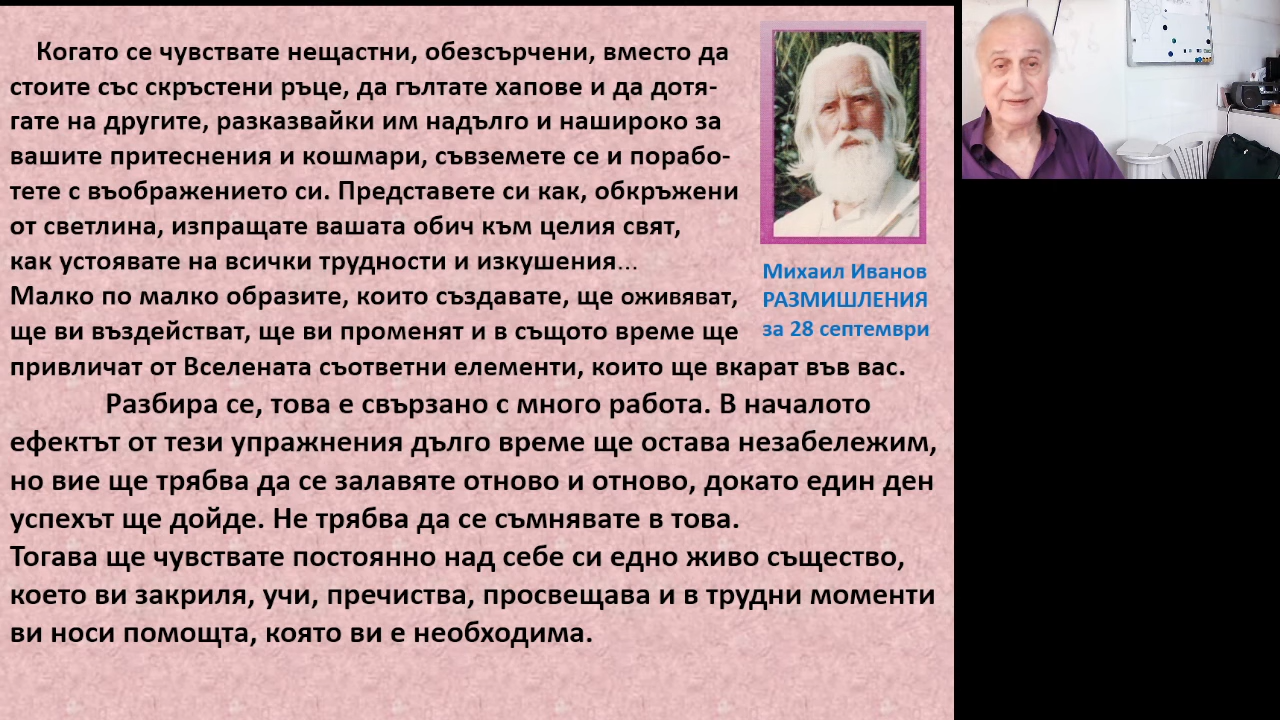 Когато се чувствате нещастни, обезсърчени, вместо да
стоите със скръстени ръце, да гълтате хапове и да дотя-
гате на другите, разказвайки им надълго и нашироко за
вашите притеснения и кошмари, съвземете се и порабо-
тете с въображението си. Представете си как, обкръжени
от светлина, изпращате вашата обич към целия свят,
как устоявате на всички трудности и изкушения...
Малко по малко образите, които създавате, ще оживяват,
ще ви въздействат, ще ви променят и в същото време ще
привличат от Вселената съответни елементи, които ще вкарат във вас.
Разбира се, това е свързано с много работа. В началото
ефектът от тези упражнения дълго време ще остава незабележим,
но вие ще трябва да се залавяте отново и отново, докато един ден
успехът ще дойде. Не трябва да се съмнявате в това.
Тогава ще чувствате постоянно над себе си едно живо същество,
което ви закриля, учи, пречиства, просвещава и в трудни моменти
ви носи помощта, която ви е необходима.
Михаил Иванов
РАЗМИШЛЕНИЯ
за 28 септември